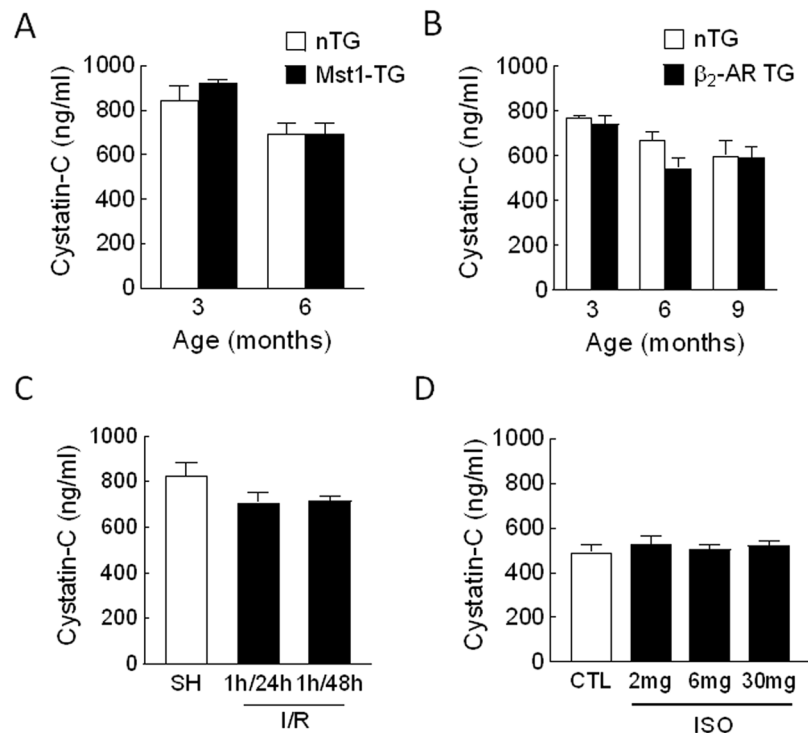 A
nTG
Mst1-TG
Cystatin-C (ng/ml)
1000
800
600
400
200
0
3 6
Age (months)
B
nTG
β₂-AR TG
Cystatin-C (ng/ml)
1000
800
600
400
200
0
3 6 9
Age (months)
C
Cystatin-C (ng/ml)
1000
800
600
400
200
0
SH 1h/24h 1h/48h
I/R
D
Cystatin-C (ng/ml)
1000
800
600
400
200
0
CTL 2mg 6mg 30mg
ISO